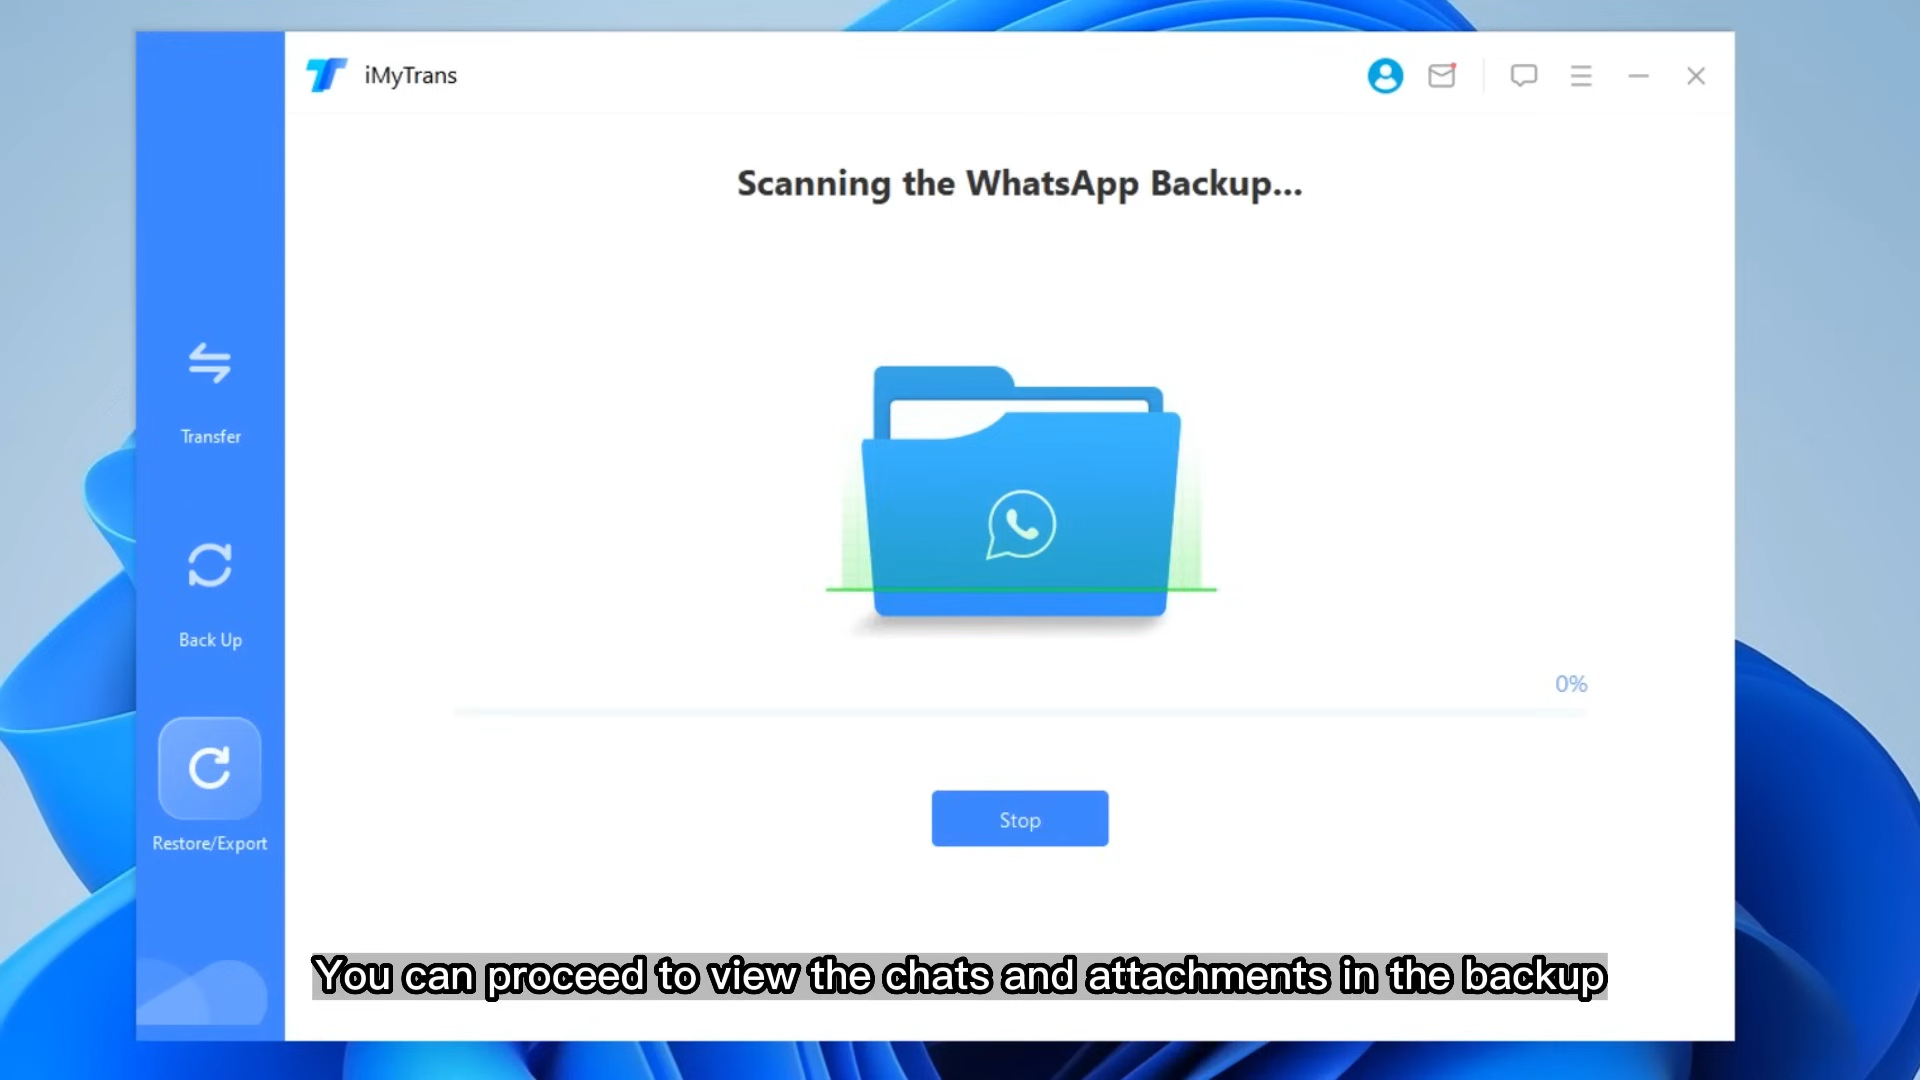 iMyTrans
Scanning the WhatsApp Backup...
Transfer
Back Up
Restore/Export
0%
Stop
You can proceed to view the chats and attachments in the backup